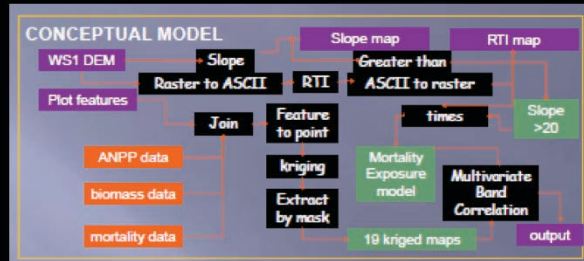 CONCEPTUAL MODEL
Slope
Slope map
RTI map
WS1 DEM
Greater than
Raster to ASCII
RTI
ASCII to raster
Plot features
Join
Feature
to point
times
Slope
>20
ANPP data
kriging
Mortality
Exposure
model
Multivariate
Band
Correlation
biomass data
Extract
by mask
mortality data
19 kriged maps
output